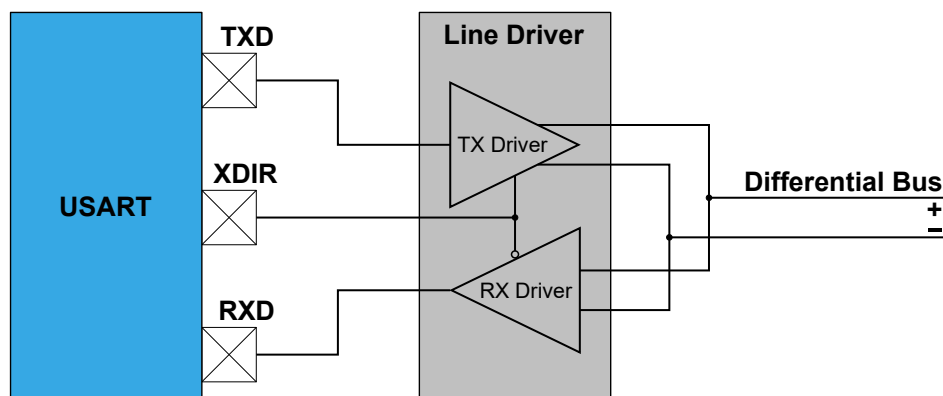 TXD
Line Driver
TX Driver
XDIR
USART
Differential Bus
+
−
RX Driver
RXD